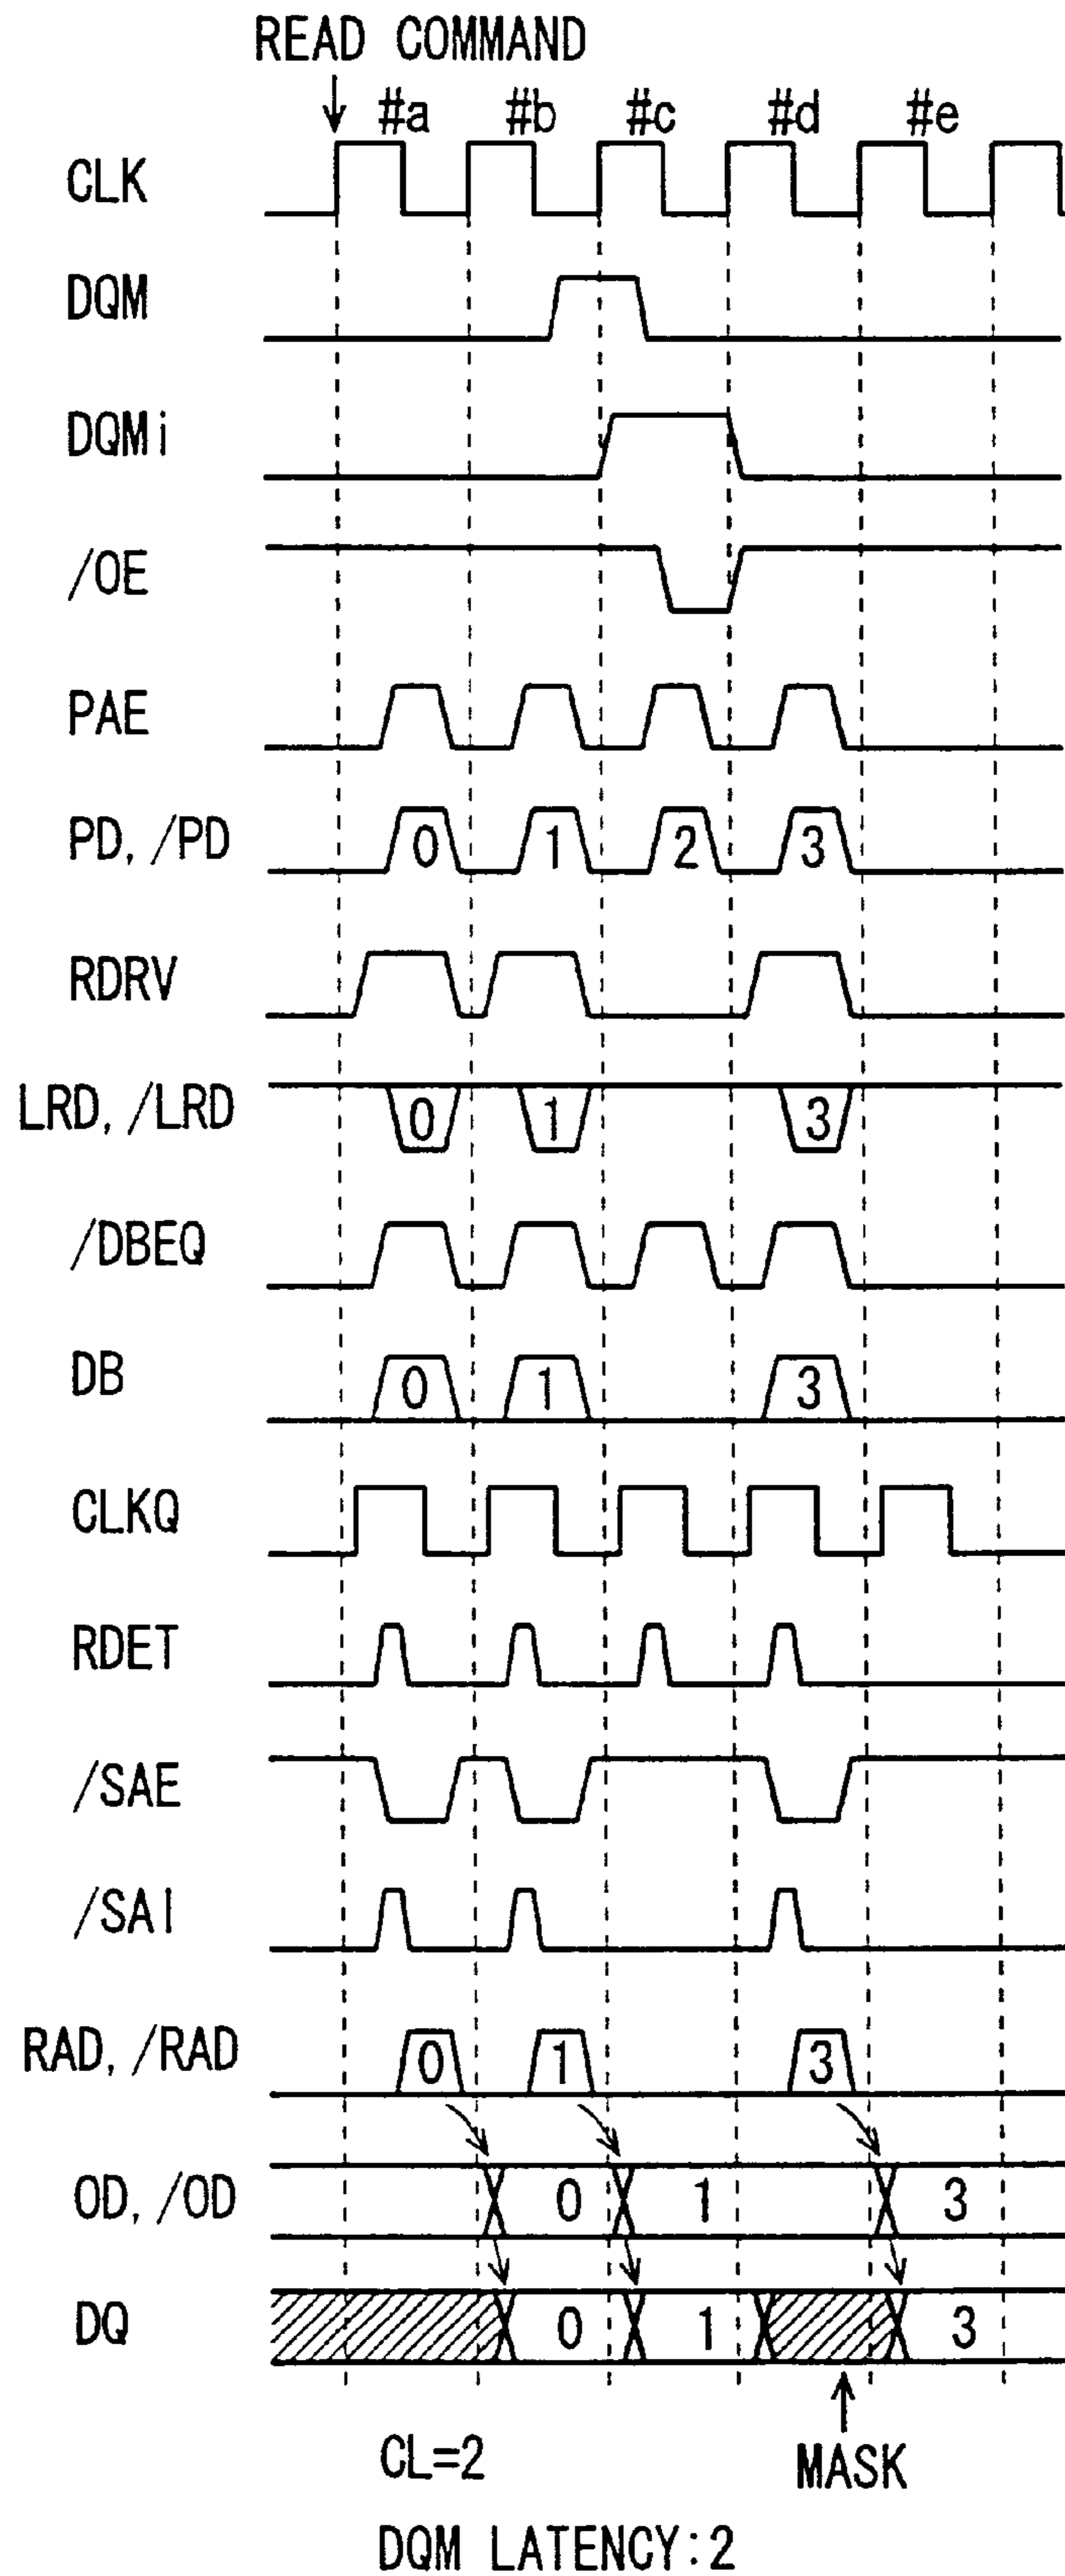 READ COMMAND
#a #b #c #d #e
CLK
DQM
DQMi
/OE
PAE
PD, /PD 0 1 2 3
RDRV
LRD, /LRD 0 1 3
/DBEQ
DB 0 1 3
CLKQ
RDET
/SAE
/SAI
RAD, /RAD 0 1 3
OD, /OD 0 1 3
DQ 0 1 3
CL=2 MASK
DQM LATENCY:2